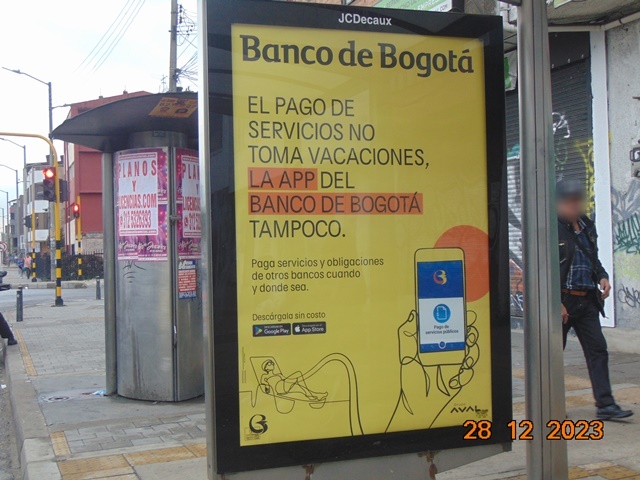 JCDecaux
Banco de Bogotá
EL PAGO DE
SERVICIOS NO
TOMA VACACIONES,
LA APP DEL
BANCO DE BOGOTÁ
TAMPOCO.
Paga servicios y obligaciones
de otros bancos cuando
y donde sea.
Descárgala sin costo
Google Play
App Store
Pago de
servicios públicos
AVAL
PLANOS
Y
LICENCIAS.COM
28 12 2023